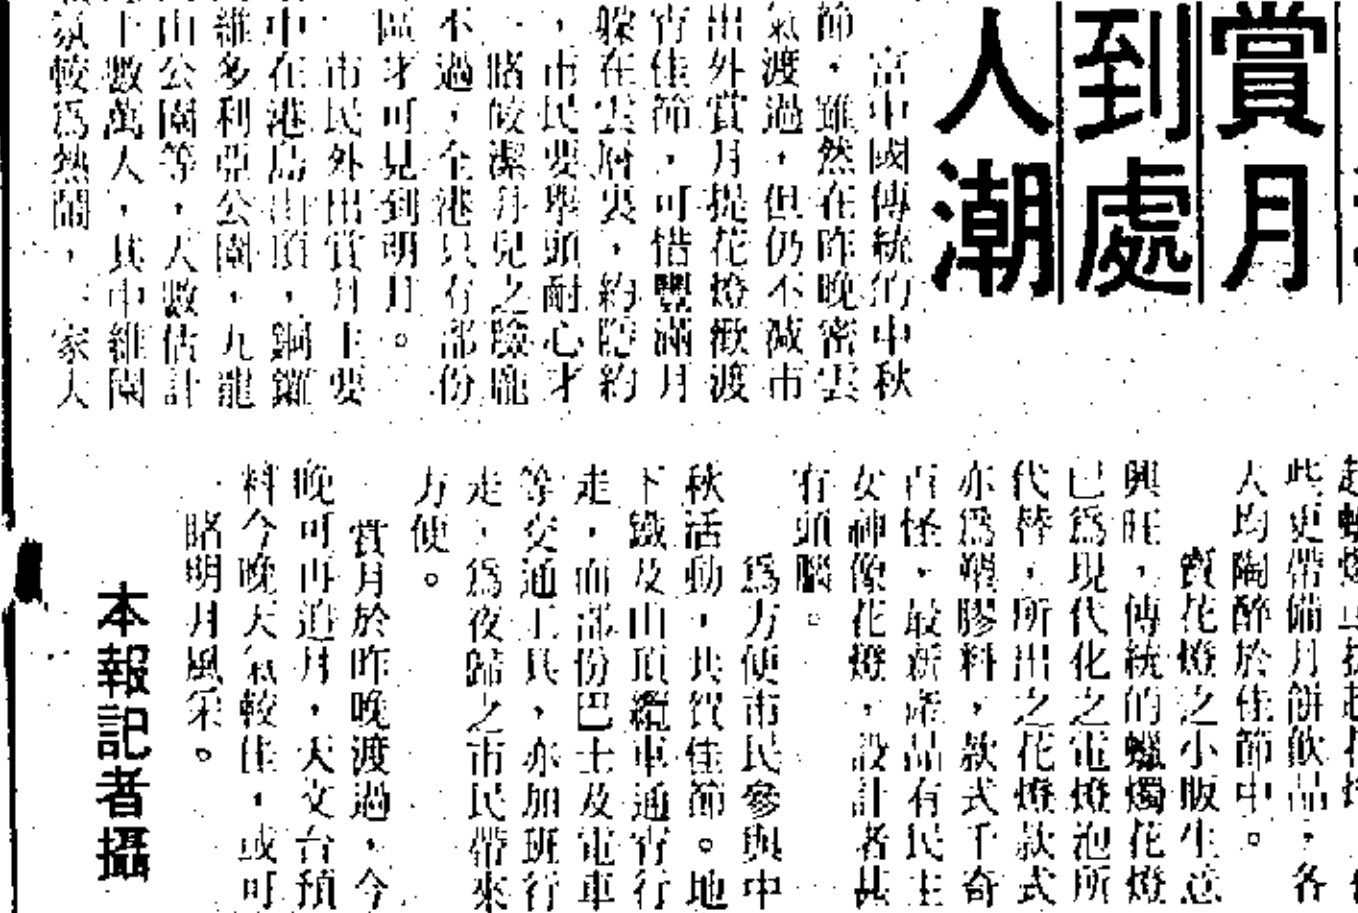 賞月
到處
人潮
富中國傳統的中秋
節,雖然在昨晚密雲
氣渡過,但仍不減市
出外賞月提花燈歡渡
宵佳節,可惜豐滿月
躲在雲層裏,約隱約
,市民要舉頭耐心才
一睹皎潔月兒之臉龐
不過,全港只有部份
區才可見到明月。
市民外出賞月主要
中在港島山頂,銅鑼
維多利亞公園,九龍
山公園等,人數估計
十數萬人,其中維園
氛較爲熱鬧,一家人
些更帶備月餅飲品,各
人均陶醉於佳節中。
賣花燈之小販生意
興旺,傳統的蠟燭花燈
已爲現代化之電燈泡所
代替,所出之花燈款式
亦爲塑膠料,款式千奇
百怪,最新產品有民主
女神像花燈,設計者甚
有頭腦。
爲方便市民參與中
秋活動,共賀佳節。地
下鐵及山頂纜車通宵行
走,而部份巴士及電車
等交通工具,亦加班行
走,爲夜歸之市民帶來
方便。
賞月於昨晚渡過,今
晚可再追月,天文台預
料今晚天氣較佳,或可
睹明月風采。
本報記者攝